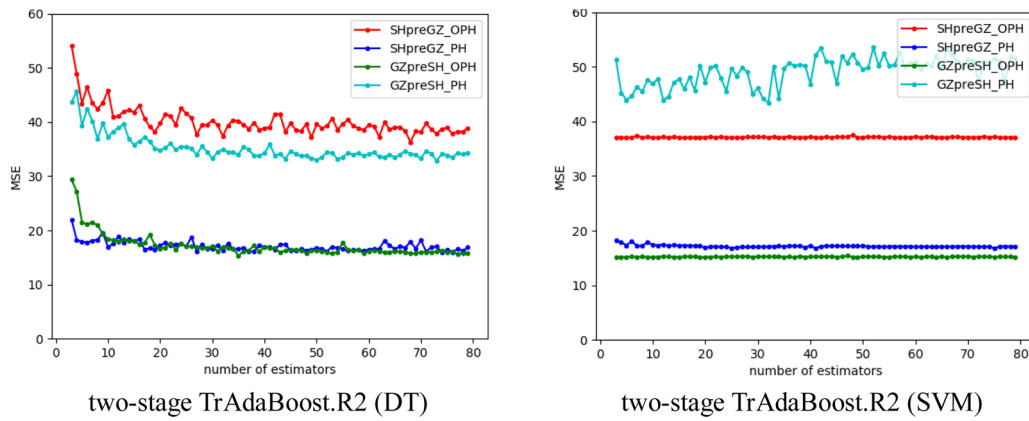 60
50
40
30
20
10
0
MSE
0 10 20 30 40 50 60 70 80
number of estimators
SHpreGZ_OPH
SHpreGZ_PH
GZpreSH_OPH
GZpreSH_PH
two-stage TrAdaBoost.R2 (DT)
60
50
40
30
20
10
0
MSE
0 10 20 30 40 50 60 70 80
number of estimators
SHpreGZ_OPH
SHpreGZ_PH
GZpreSH_OPH
GZpreSH_PH
two-stage TrAdaBoost.R2 (SVM)